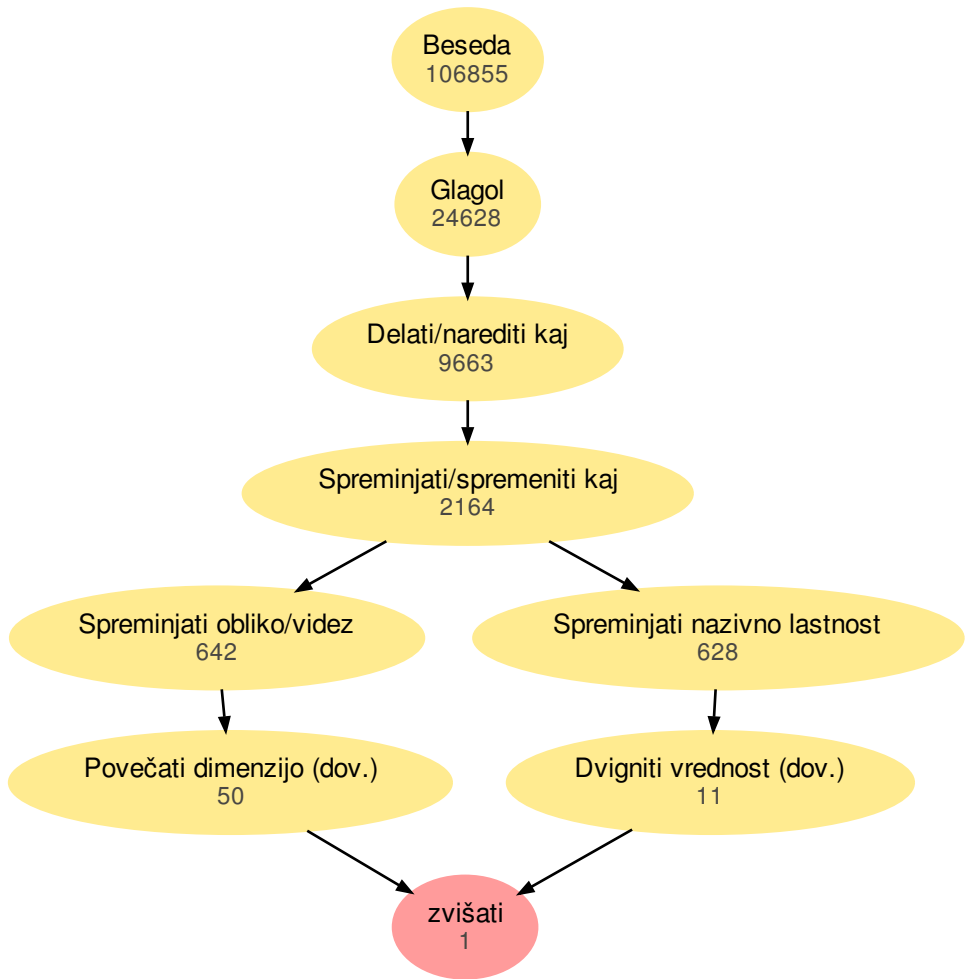 Beseda
106855
Glagol
24628
Delati/narediti kaj
9663
Spreminjati/spremeniti kaj
2164
Spreminjati obliko/videz
642
Spreminjati nazivno lastnost
628
Povečati dimenzijo (dov.)
50
Dvigniti vrednost (dov.)
11
zvišati
1